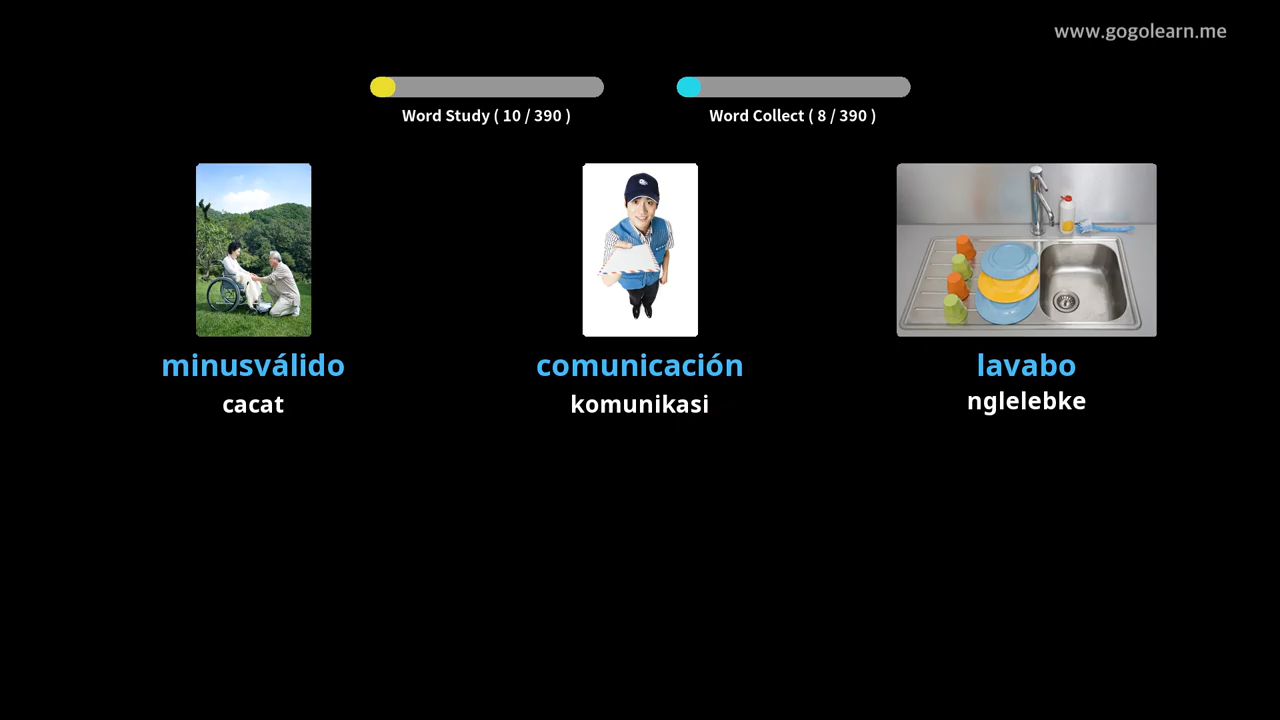 www.gogolearn.me
Word Study ( 10 / 390 )
Word Collect ( 8 / 390 )
minusválido
cacat
comunicación
komunikasi
lavabo
nglelebke